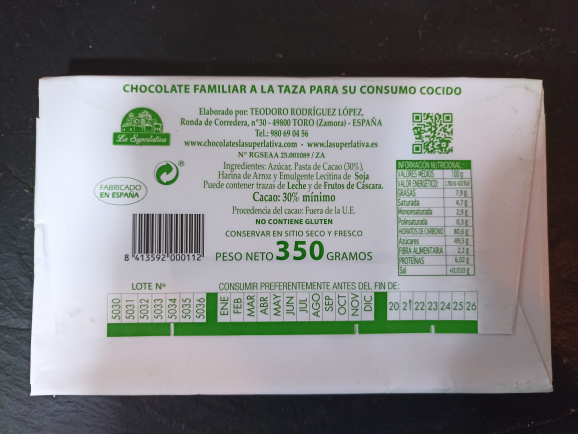 CHOCOLATE FAMILIAR A LA TAZA PARA SU CONSUMO COCIDO
La Superlativa
Elaborado por: TEODORO RODRÍGUEZ LÓPEZ,
Ronda de Corredera, nº30 - 49800 TORO (Zamora) - ESPAÑA
Tel.: 980 69 04 56
www.chocolateslasuperlativa.com - www.lasuperlativa.es
Nº RGSEAA 25.001089 / ZA
FABRICADO
EN ESPAÑA
Ingredientes: Azúcar, Pasta de Cacao (30%),
Harina de Arroz y Emulgente Lecitina de Soja
Puede contener trazas de Leche y de Frutos de Cáscara.
Cacao: 30% mínimo
Procedencia del cacao: Fuera de la U.E.
NO CONTIENE GLUTEN
CONSERVAR EN SITIO SECO Y FRESCO
PESO NETO 350 GRAMOS
8 413592 000112
INFORMACIÓN NUTRICIONAL:
VALORES MEDIOS 100 g
VALOR ENERGÉTICO:
GRASAS 7,9 g
Saturada 4,7 g
Monoinsaturada 2,9 g
Poliinsaturada 0,3 g
HIDRATOS DE CARBONO 80,6 g
Azúcares 49,5 g
FIBRA ALIMENTARIA 2,2 g
PROTEÍNAS 6,02 g
Sal <0,010 g
LOTE Nº
5030 5031 5032 5033 5034 5035 5036
CONSUMIR PREFERENTEMENTE ANTES DEL FIN DE:
ENE FEB MAR ABR MAY JUN JUL AGO SEP OCT NOV DIC
20 21 22 23 24 25 26